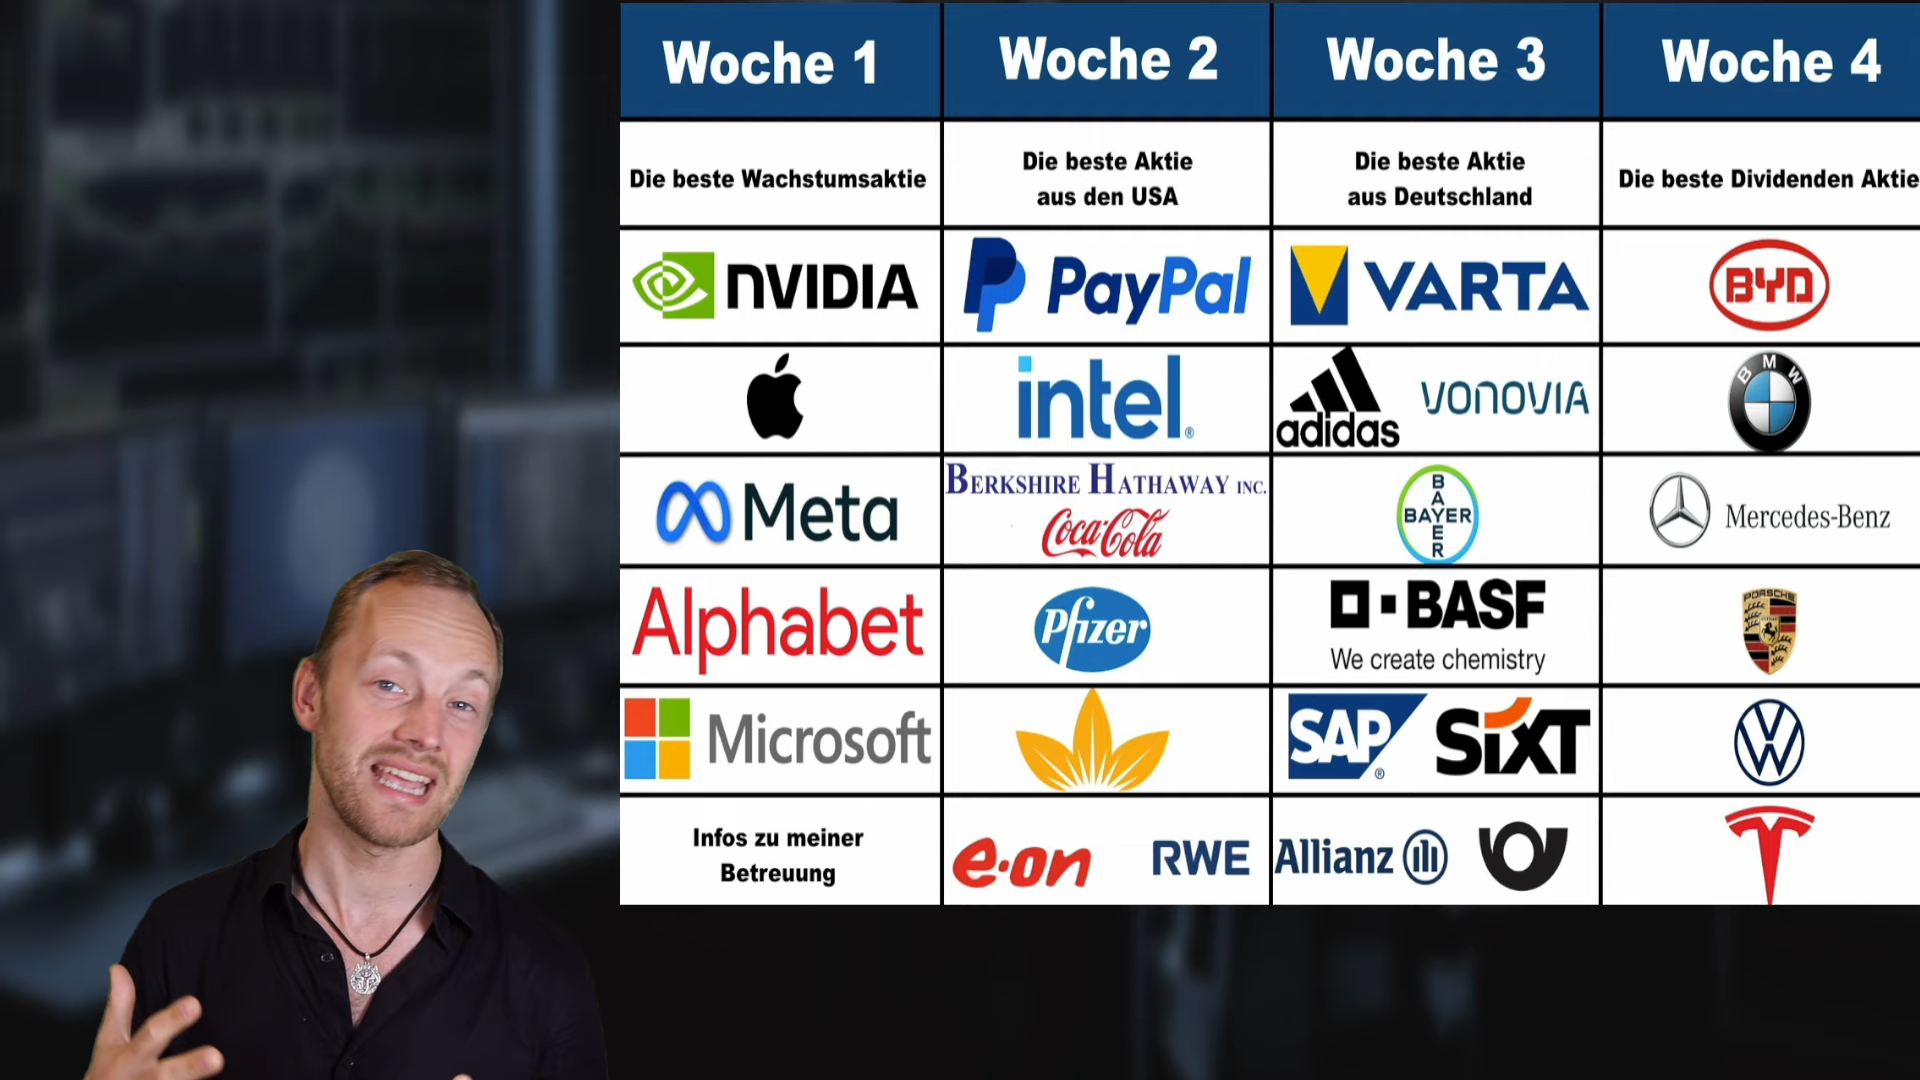 Woche 1
Woche 2
Woche 3
Woche 4
Die beste Wachstumsaktie
Die beste Aktie
aus den USA
Die beste Aktie
aus Deutschland
Die beste Dividenden Aktie
NVIDIA
PayPal
VARTA
BYD
intel
adidas
VONOVIA
BMW
Meta
BERKSHIRE HATHAWAY INC.
Coca-Cola
BAYER
BAYER
Mercedes-Benz
Alphabet
Pfizer
BASF
We create chemistry
PORSCHE
Microsoft
SAP
SiXT
Infos zu meiner
Betreuung
e·on
RWE
Allianz